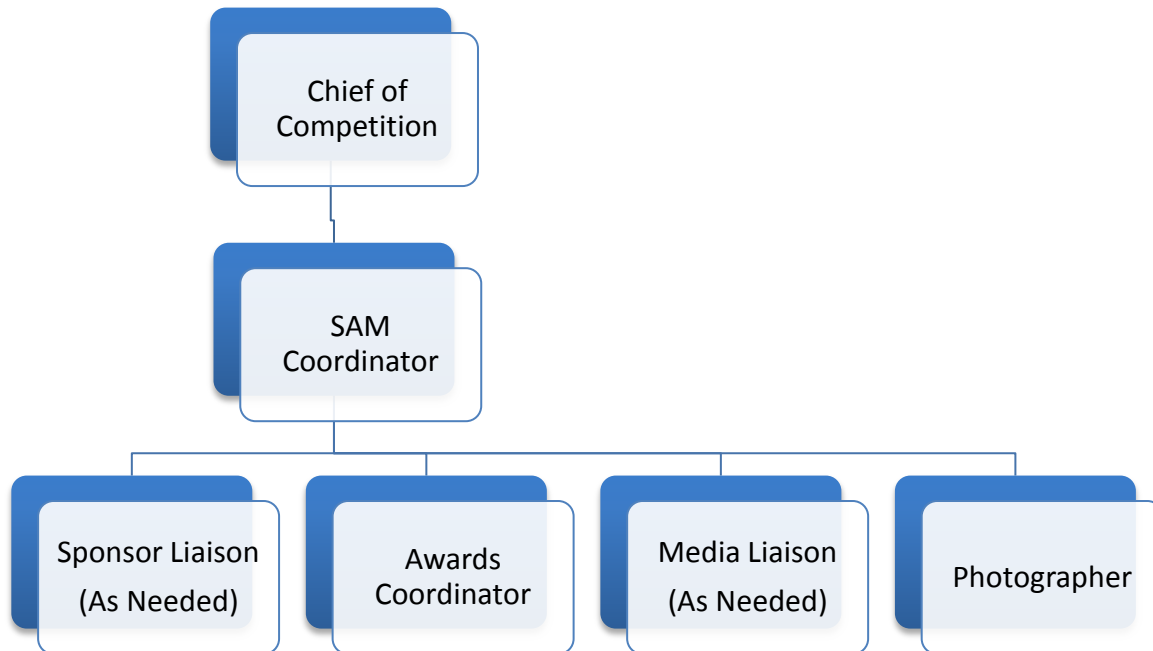 Chief of
Competition
SAM
Coordinator
Sponsor Liaison
(As Needed)
Awards
Coordinator
Media Liaison
(As Needed)
Photographer